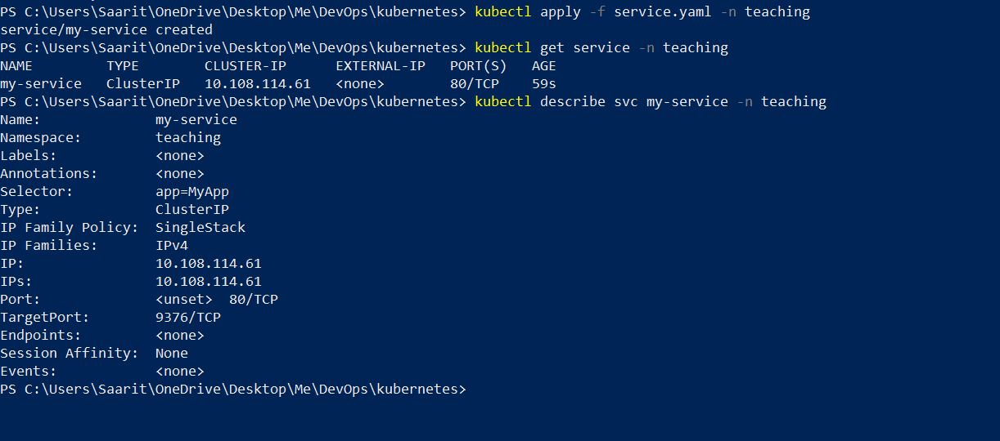 PS C:\Users\Saarit\OneDrive\Desktop\Me\DevOps\kubernetes> kubectl apply -f service.yaml -n teaching
service/my-service created
PS C:\Users\Saarit\OneDrive\Desktop\Me\DevOps\kubernetes> kubectl get service -n teaching
NAME         TYPE        CLUSTER-IP      EXTERNAL-IP   PORT(S)   AGE
my-service   ClusterIP   10.108.114.61   <none>        80/TCP    59s
PS C:\Users\Saarit\OneDrive\Desktop\Me\DevOps\kubernetes> kubectl describe svc my-service -n teaching
Name:              my-service
Namespace:         teaching
Labels:            <none>
Annotations:       <none>
Selector:          app=MyApp
Type:              ClusterIP
IP Family Policy:  SingleStack
IP Families:       IPv4
IP:                10.108.114.61
IPs:               10.108.114.61
Port:              <unset>  80/TCP
TargetPort:        9376/TCP
Endpoints:         <none>
Session Affinity:  None
Events:            <none>
PS C:\Users\Saarit\OneDrive\Desktop\Me\DevOps\kubernetes>